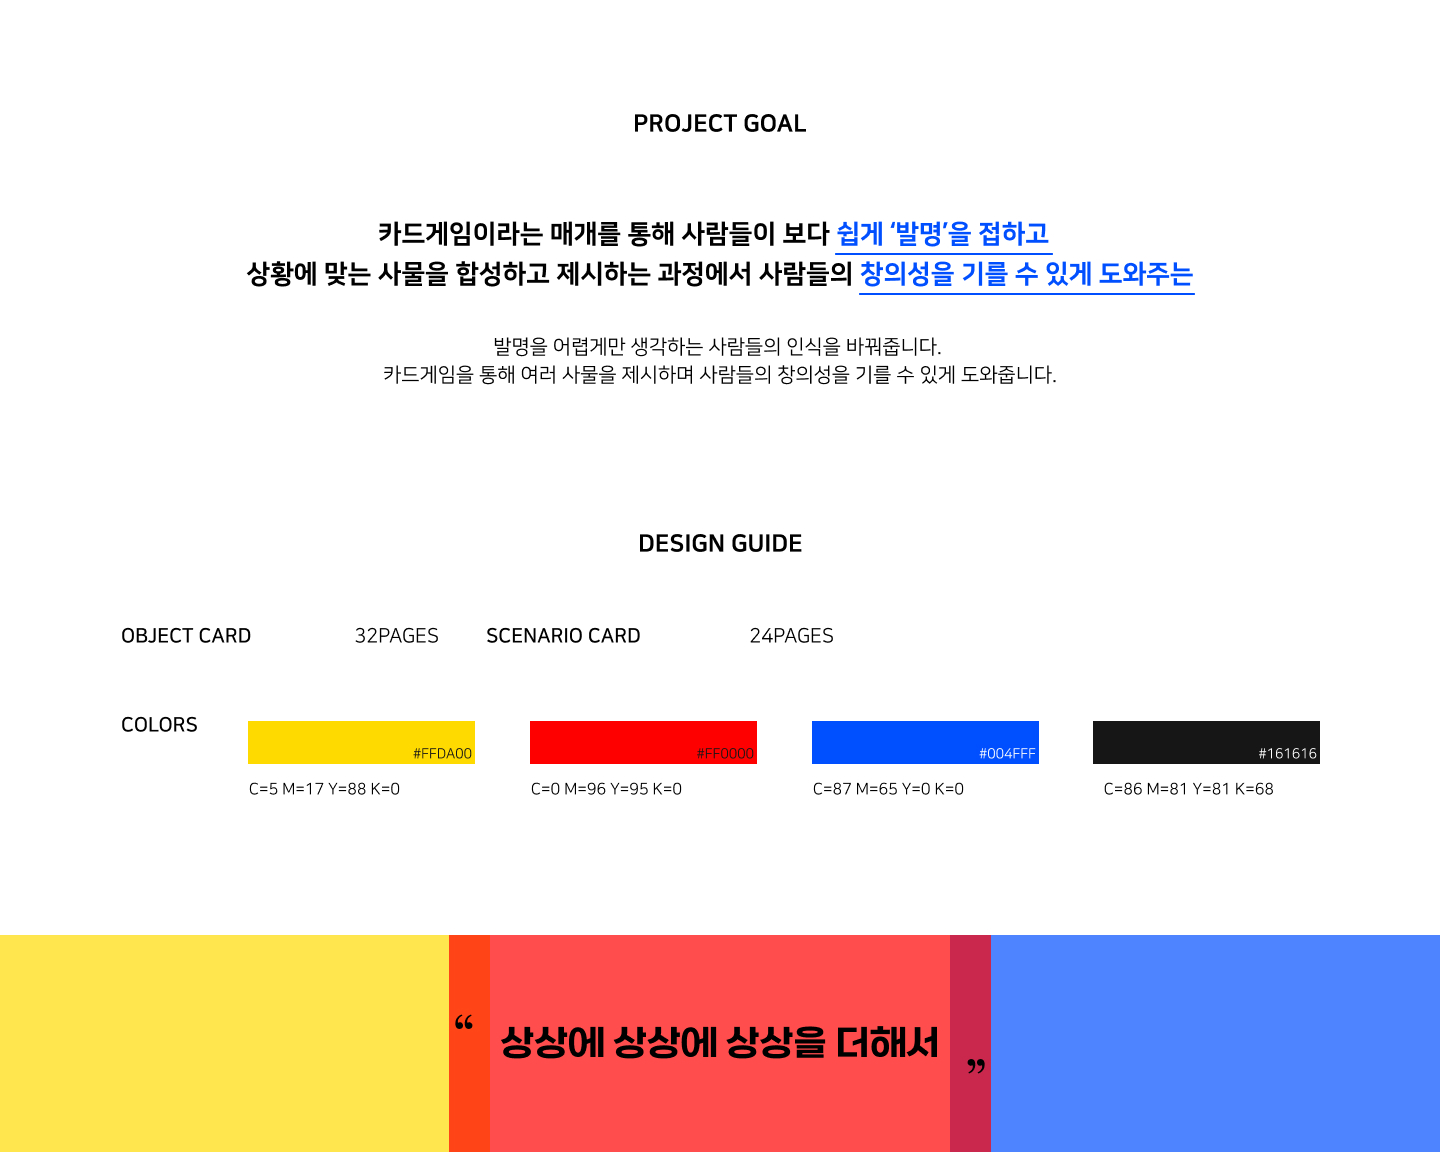 PROJECT GOAL
카드게임이라는 매개를 통해 사람들이 보다 쉽게 ‘발명’을 접하고
상황에 맞는 사물을 합성하고 제시하는 과정에서 사람들의 창의성을 기를 수 있게 도와주는
발명을 어렵게만 생각하는 사람들의 인식을 바꿔줍니다.
카드게임을 통해 여러 사물을 제시하며 사람들의 창의성을 기를 수 있게 도와줍니다.
DESIGN GUIDE
OBJECT CARD 32PAGES SCENARIO CARD 24PAGES
COLORS
#FFDA00 #FF0000 #004FFF #161616
C=5 M=17 Y=88 K=0 C=0 M=96 Y=95 K=0 C=87 M=65 Y=0 K=0 C=86 M=81 Y=81 K=68
“ 상상에 상상에 상상을 더해서 ”